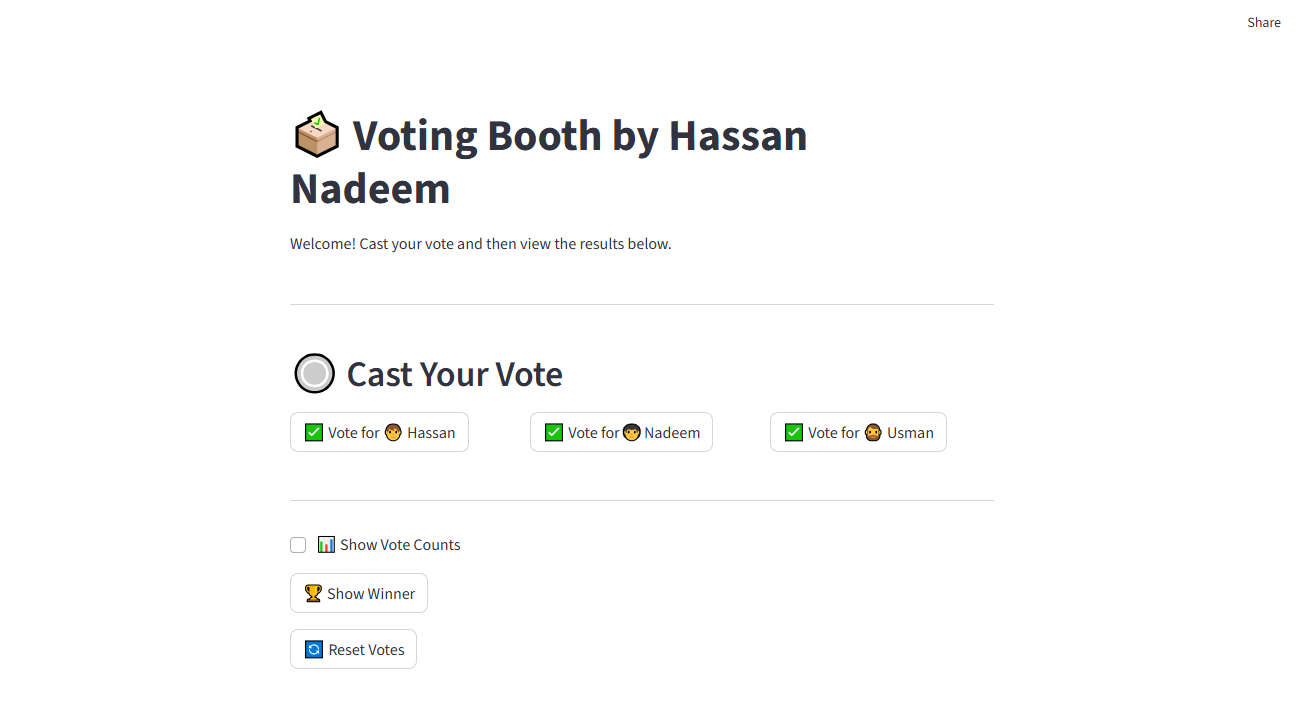 Share
🗳️ Voting Booth by Hassan
Nadeem
Welcome! Cast your vote and then view the results below.
🔘 Cast Your Vote
✅ Vote for 👨 Hassan
✅ Vote for 👦 Nadeem
✅ Vote for 🧔 Usman
📊 Show Vote Counts
🏆 Show Winner
🔄 Reset Votes